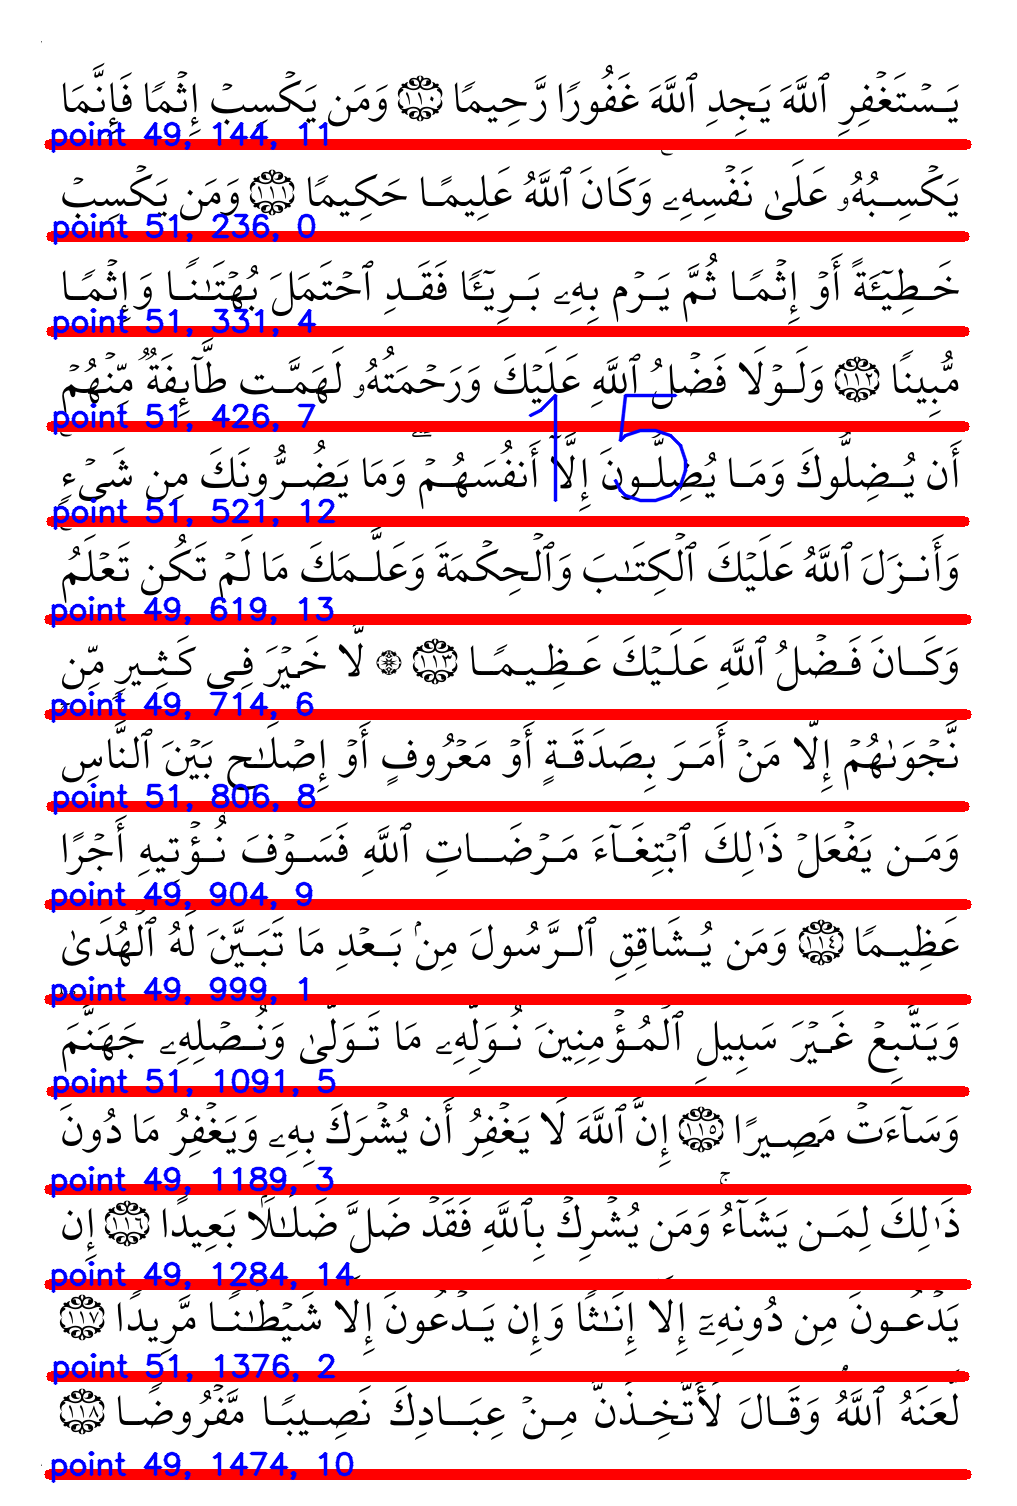 يَسۡتَغۡفِرِ ٱللَّهَ يَجِدِ ٱللَّهَ غَفُورًا رَّحِيمًا ١١٠ وَمَن يَكۡسِبۡ إِثۡمًا فَإِنَّمَا
point 49, 144, 11
يَكۡسِبُهُۥ عَلَىٰ نَفۡسِهِۦ وَكَانَ ٱللَّهُ عَلِيمًا حَكِيمًا ١١١ وَمَن يَكۡسِبۡ
point 51, 236, 0
خَطِيٓـَٔةً أَوۡ إِثۡمًا ثُمَّ يَرۡمِ بِهِۦ بَرِيٓـًٔا فَقَدِ ٱحۡتَمَلَ بُهۡتَٰنًا وَإِثۡمًا
point 51, 331, 4
مُّبِينًا ١١٢ وَلَوۡلَا فَضۡلُ ٱللَّهِ عَلَيۡكَ وَرَحۡمَتُهُۥ لَهَمَّت طَّآئِفَةٌ مِّنۡهُمۡ
point 51, 426, 7
15
أَن يُضِلُّوكَ وَمَا يُضِلُّونَ إِلَّآ أَنفُسَهُمۡۖ وَمَا يَضُرُّونَكَ مِن شَيۡءٍ
point 51, 521, 12
وَأَنزَلَ ٱللَّهُ عَلَيۡكَ ٱلۡكِتَٰبَ وَٱلۡحِكۡمَةَ وَعَلَّمَكَ مَا لَمۡ تَكُن تَعۡلَمُ
point 49, 619, 13
وَكَانَ فَضۡلُ ٱللَّهِ عَلَيۡكَ عَظِيمًا ١١٣ ۞ لَّا خَيۡرَ فِي كَثِيرٍ مِّن
point 49, 714, 6
نَّجۡوَىٰهُمۡ إِلَّا مَنۡ أَمَرَ بِصَدَقَةٍ أَوۡ مَعۡرُوفٍ أَوۡ إِصۡلَٰحِۭ بَيۡنَ ٱلنَّاسِ
point 51, 806, 8
وَمَن يَفۡعَلۡ ذَٰلِكَ ٱبۡتِغَآءَ مَرۡضَاتِ ٱللَّهِ فَسَوۡفَ نُؤۡتِيهِ أَجۡرًا
point 49, 904, 9
عَظِيمًا ١١٤ وَمَن يُشَاقِقِ ٱلرَّسُولَ مِنۢ بَعۡدِ مَا تَبَيَّنَ لَهُ ٱلۡهُدَىٰ
point 49, 999, 1
وَيَتَّبِعۡ غَيۡرَ سَبِيلِ ٱلۡمُؤۡمِنِينَ نُوَلِّهِۦ مَا تَوَلَّىٰ وَنُصۡلِهِۦ جَهَنَّمَ
point 51, 1091, 5
وَسَآءَتۡ مَصِيرًا ١١٥ إِنَّ ٱللَّهَ لَا يَغۡفِرُ أَن يُشۡرَكَ بِهِۦ وَيَغۡفِرُ مَا دُونَ
point 49, 1189, 3
ذَٰلِكَ لِمَن يَشَآءُۚ وَمَن يُشۡرِكۡ بِٱللَّهِ فَقَدۡ ضَلَّ ضَلَٰلَۢا بَعِيدًا ١١٦ إِن
point 49, 1284, 14
يَدۡعُونَ مِن دُونِهِۦٓ إِلَّآ إِنَٰثًا وَإِن يَدۡعُونَ إِلَّا شَيۡطَٰنًا مَّرِيدًا ١١٧
point 51, 1376, 2
لَّعَنَهُ ٱللَّهُۘ وَقَالَ لَأَتَّخِذَنَّ مِنۡ عِبَادِكَ نَصِيبًا مَّفۡرُوضًا ١١٨
point 49, 1474, 10